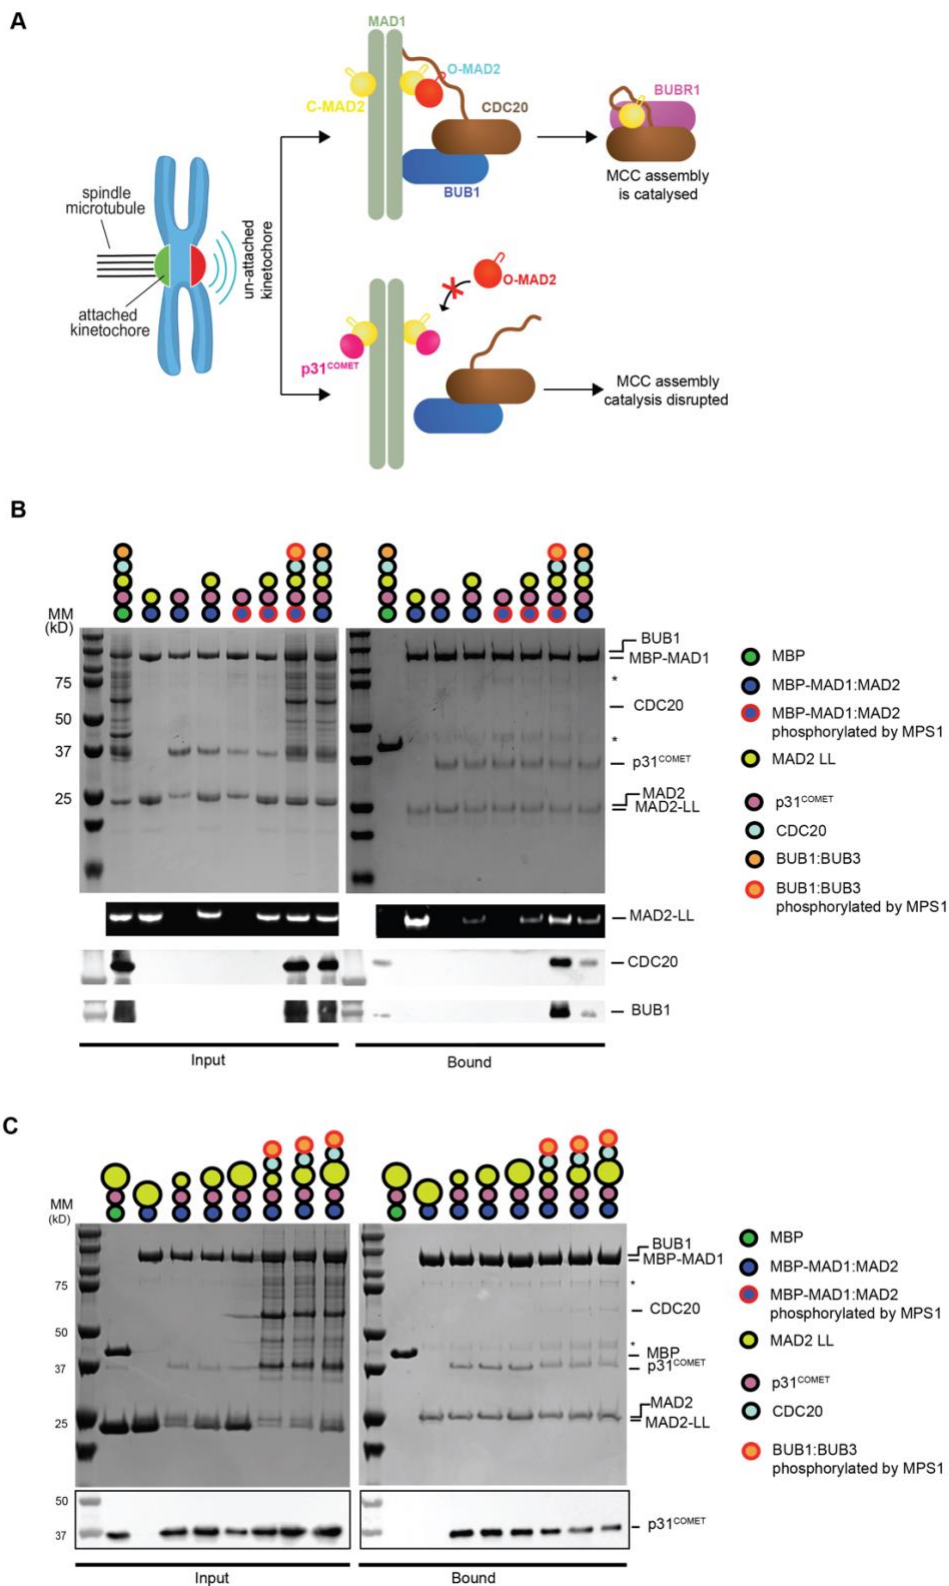 A
MAD1
O-MAD2
C-MAD2
CDC20
BUBR1
BUB1
MCC assembly
is catalysed
spindle
microtubule
attached
kinetochore
un-attached
kinetochore
O-MAD2
p31COMET
MCC assembly
catalysis disrupted
B
MM
(kD)
75
50
37
25
BUB1
MBP-MAD1
*
CDC20
*
p31COMET
MAD2
MAD2-LL
MAD2-LL
CDC20
BUB1
Input
Bound
MBP
MBP-MAD1:MAD2
MBP-MAD1:MAD2
phosphorylated by MPS1
MAD2 LL
p31COMET
CDC20
BUB1:BUB3
BUB1:BUB3
phosphorylated by MPS1
C
MM
(kD)
75
50
37
25
BUB1
MBP-MAD1
*
CDC20
*
MBP
p31COMET
MAD2
MAD2-LL
50
37
p31COMET
Input
Bound
MBP
MBP-MAD1:MAD2
MBP-MAD1:MAD2
phosphorylated by MPS1
MAD2 LL
p31COMET
CDC20
BUB1:BUB3
phosphorylated by MPS1